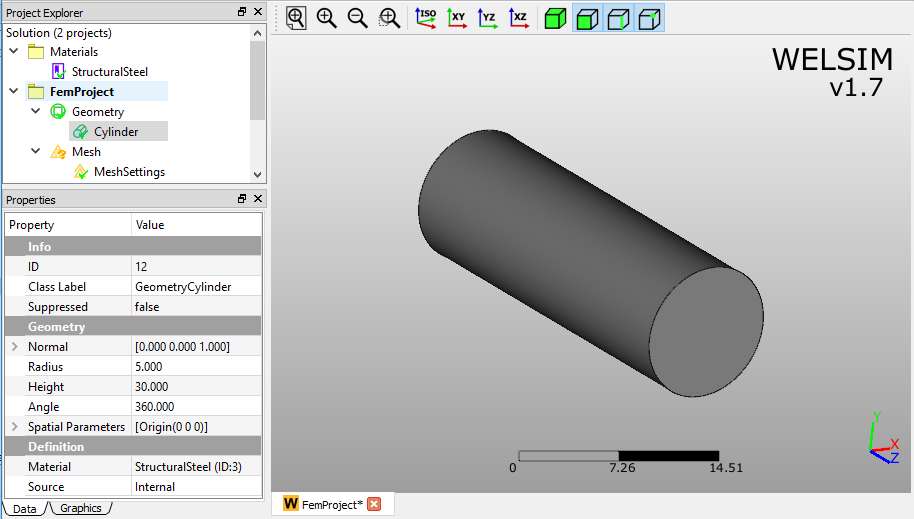 Project Explorer
Solution (2 projects)
Materials
StructuralSteel
FemProject
Geometry
Cylinder
Mesh
MeshSettings
Properties
Property Value
Info
ID 12
Class Label GeometryCylinder
Suppressed false
Geometry
Normal [0.000 0.000 1.000]
Radius 5.000
Height 30.000
Angle 360.000
Spatial Parameters [Origin(0 0 0)]
Definition
Material StructuralSteel (ID:3)
Source Internal
Data Graphics
ISO XY YZ XZ
WELSIM
v1.7
Y
X
Z
0 7.26 14.51
W FemProject*